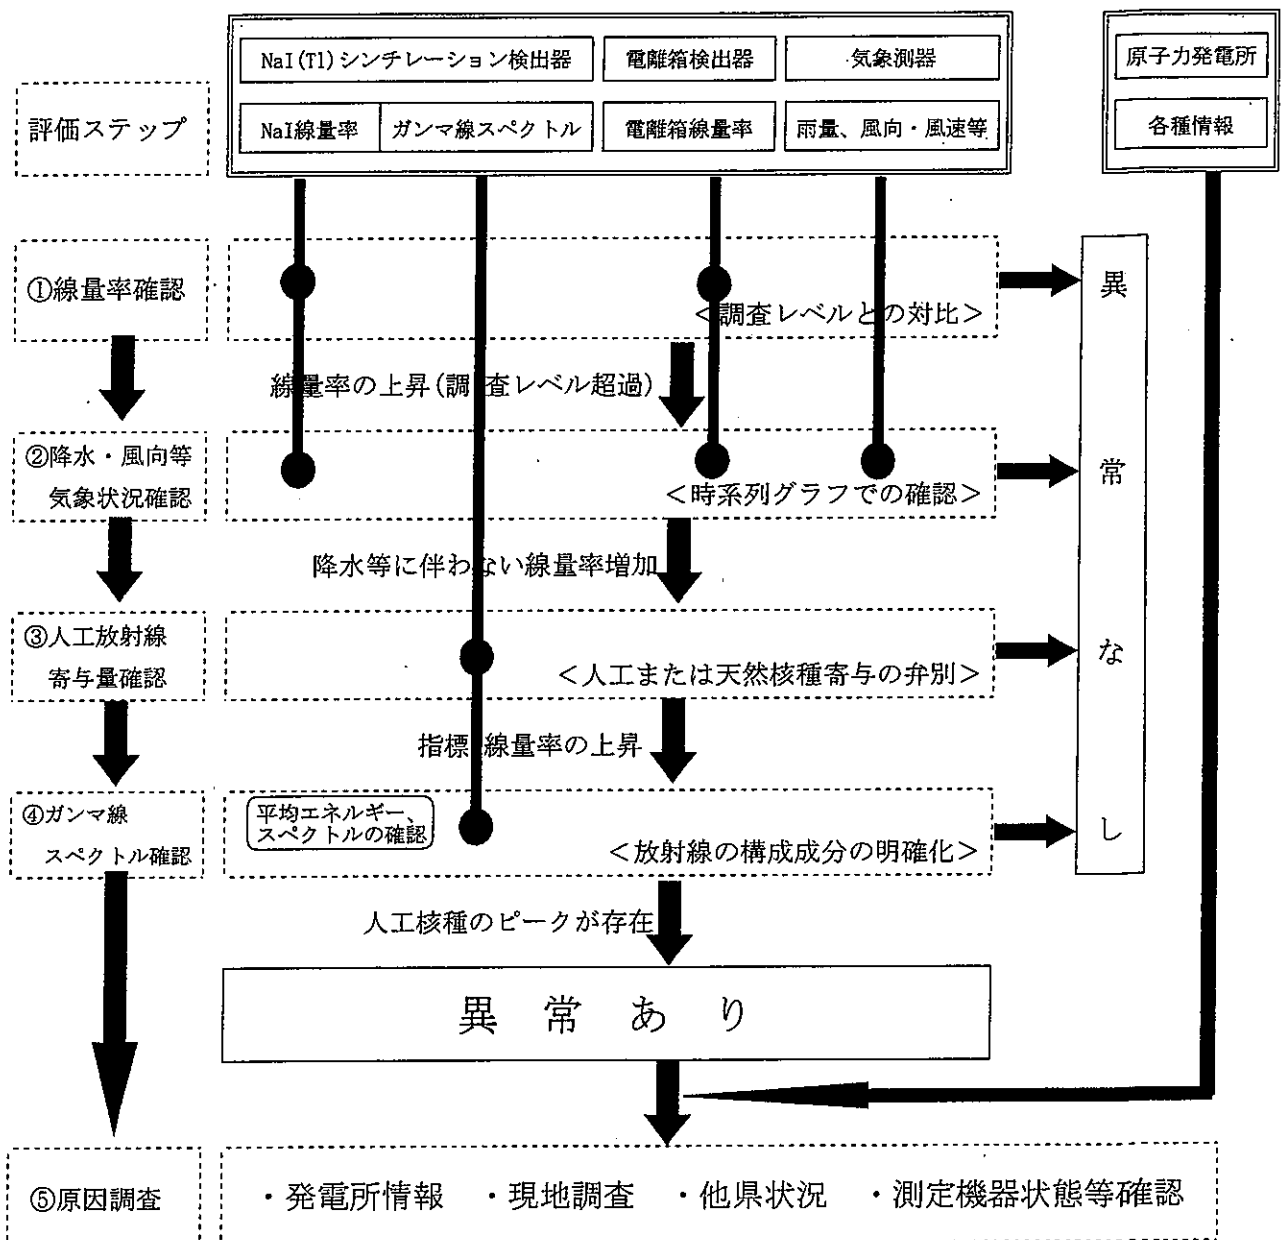 NaI(Tl)シンチレーション検出器
電離箱検出器
気象測器
原子力発電所
評価ステップ
NaI線量率
ガンマ線スペクトル
電離箱線量率
雨量、風向・風速等
各種情報
①線量率確認
<調査レベルとの対比>
線量率の上昇(調査レベル超過)
②降水・風向等
気象状況確認
<時系列グラフでの確認>
降水等に伴わない線量率増加
③人工放射線
寄与量確認
<人工または天然核種寄与の弁別>
指標線量率の上昇
④ガンマ線
スペクトル確認
平均エネルギー、
スペクトルの確認
<放射線の構成成分の明確化>
異
常
な
し
人工核種のピークが存在
異常あり
⑤原因調査
・発電所情報 ・現地調査 ・他県状況 ・測定機器状態等確認